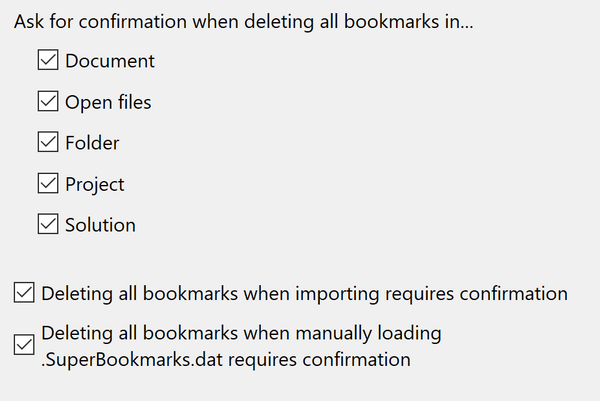 Ask for confirmation when deleting all bookmarks in...
Document
Open files
Folder
Project
Solution
Deleting all bookmarks when importing requires confirmation
Deleting all bookmarks when manually loading
.SuperBookmarks.dat requires confirmation